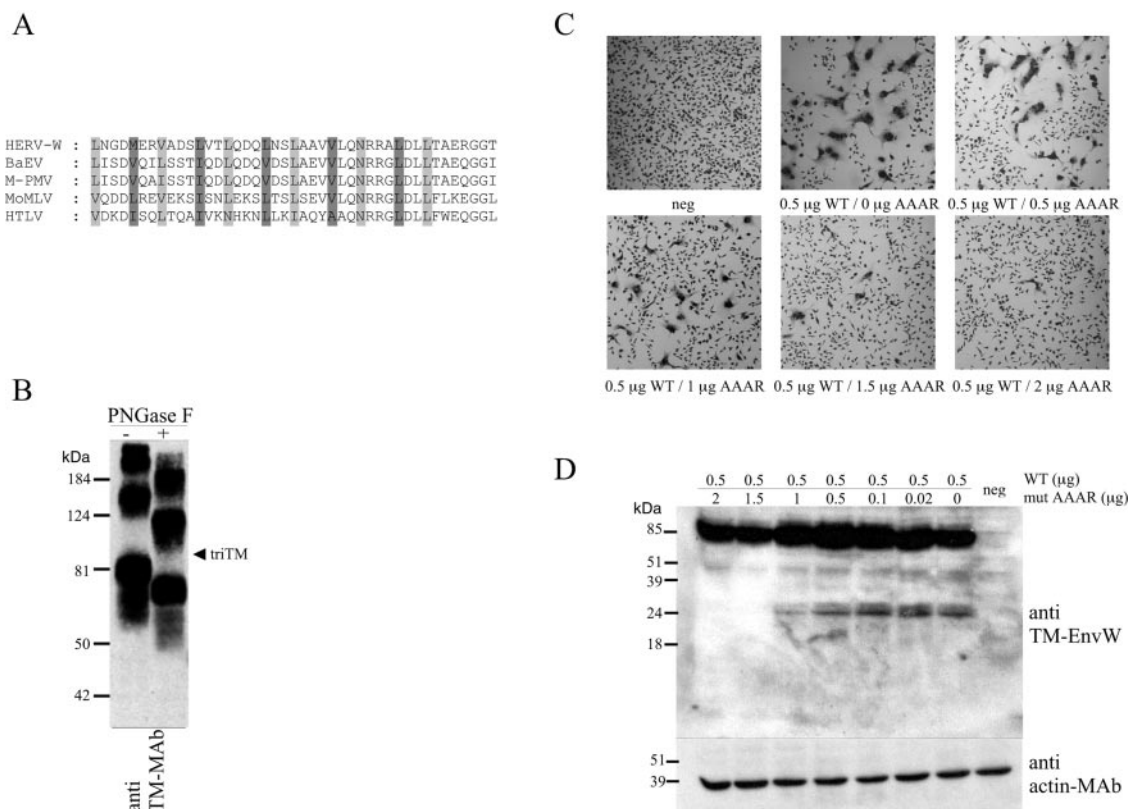 A
HERV-W : LNGDMERVADSLVTLQDQLNSLAAVVLQNRRALDLLTAERGGT
BaEV : LISDVQILSSTIQDLQDQVDSLAEVVLQNRRGLDLLTAEQGGI
M-PMV : LISDVQAISSTIQDLQDQVDSLAEVVLQNRRGLDLLTAEQGGI
MoMLV : VQDDLREVEKSISNLEKSLTSLSEVVLQNRRGLDLLFLKEGGL
HTLV : VDKDISQLTQAIVKNHKNLLKIAQYAAQNRRGLDLLFWEQGGL
B
PNGase F
- +
kDa
184
124
triTM
81
50
42
anti
TM-MAb
C
neg
0.5 µg WT / 0 µg AAAR
0.5 µg WT / 0.5 µg AAAR
0.5 µg WT / 1 µg AAAR
0.5 µg WT / 1.5 µg AAAR
0.5 µg WT / 2 µg AAAR
D
0.5 0.5 0.5 0.5 0.5 0.5 0.5 neg WT (µg)
2 1.5 1 0.5 0.1 0.02 0 mut AAAR (µg)
kDa
85
51
39
24
18
anti
TM-EnvW
51
39
anti
actin-MAb